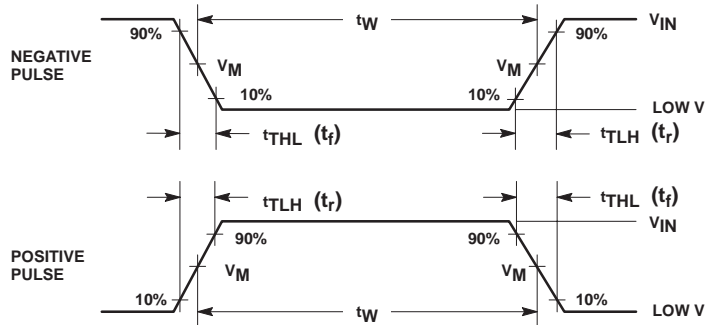 tW
VIN
90%
90%
NEGATIVE
PULSE
VM
VM
10%
10%
LOW V
tTHL (tf)
tTLH (tr)
tTLH (tr)
tTHL (tf)
VIN
90%
90%
POSITIVE
PULSE
VM
VM
10%
10%
tW
LOW V